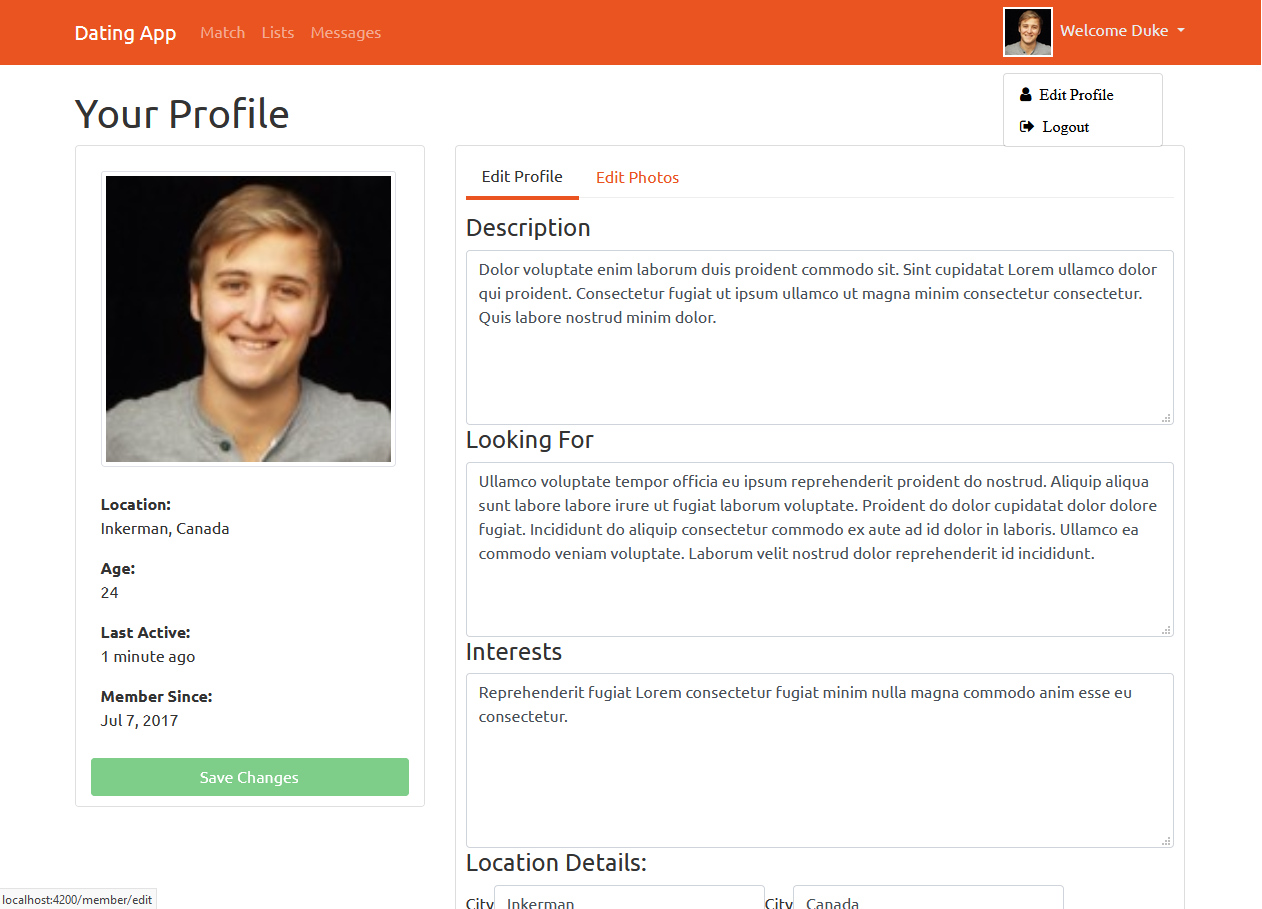 Dating App Match Lists Messages Welcome Duke
Edit Profile
Logout
Your Profile
Location:
Inkerman, Canada
Age:
24
Last Active:
1 minute ago
Member Since:
Jul 7, 2017
Save Changes
Edit Profile Edit Photos
Description
Dolor voluptate enim laborum duis proident commodo sit. Sint cupidatat Lorem ullamco dolor
qui proident. Consectetur fugiat ut ipsum ullamco ut magna minim consectetur consectetur.
Quis labore nostrud minim dolor.
Looking For
Ullamco voluptate tempor officia eu ipsum reprehenderit proident do nostrud. Aliquip aliqua
sunt labore labore irure ut fugiat laborum voluptate. Proident do dolor cupidatat dolor dolore
fugiat. Incididunt do aliquip consectetur commodo ex aute ad id dolor in laboris. Ullamco ea
commodo veniam voluptate. Laborum velit nostrud dolor reprehenderit id incididunt.
Interests
Reprehenderit fugiat Lorem consectetur fugiat minim nulla magna commodo anim esse eu
consectetur.
Location Details:
City Inkerman City Canada
localhost:4200/member/edit